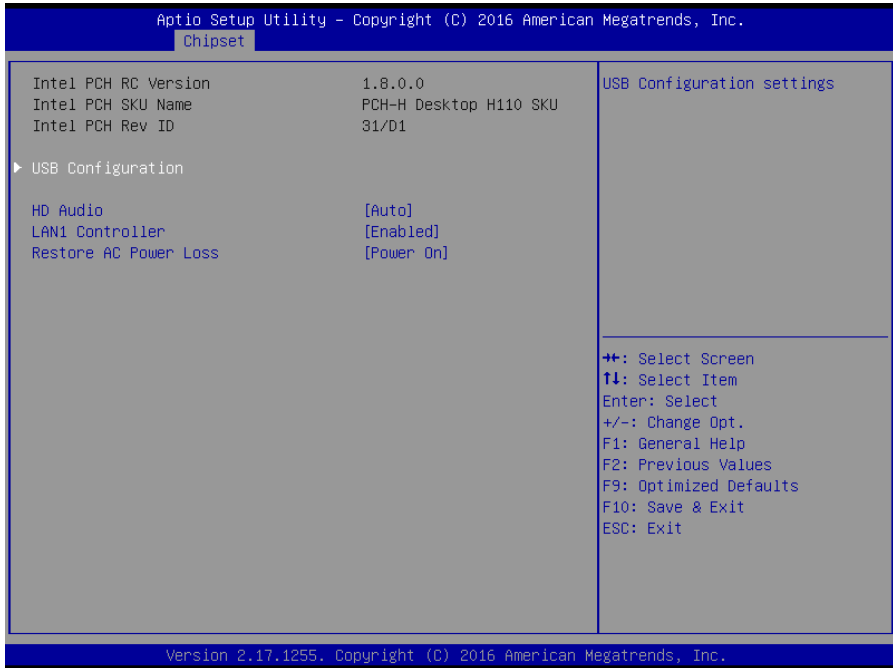 Aptio Setup Utility – Copyright (C) 2016 American Megatrends, Inc.
Chipset
Intel PCH RC Version 1.8.0.0
Intel PCH SKU Name PCH-H Desktop H110 SKU
Intel PCH Rev ID 31/D1
▶ USB Configuration
HD Audio [Auto]
LAN1 Controller [Enabled]
Restore AC Power Loss [Power On]
USB Configuration settings
→←: Select Screen
↑↓: Select Item
Enter: Select
+/-: Change Opt.
F1: General Help
F2: Previous Values
F9: Optimized Defaults
F10: Save & Exit
ESC: Exit
Version 2.17.1255. Copyright (C) 2016 American Megatrends, Inc.